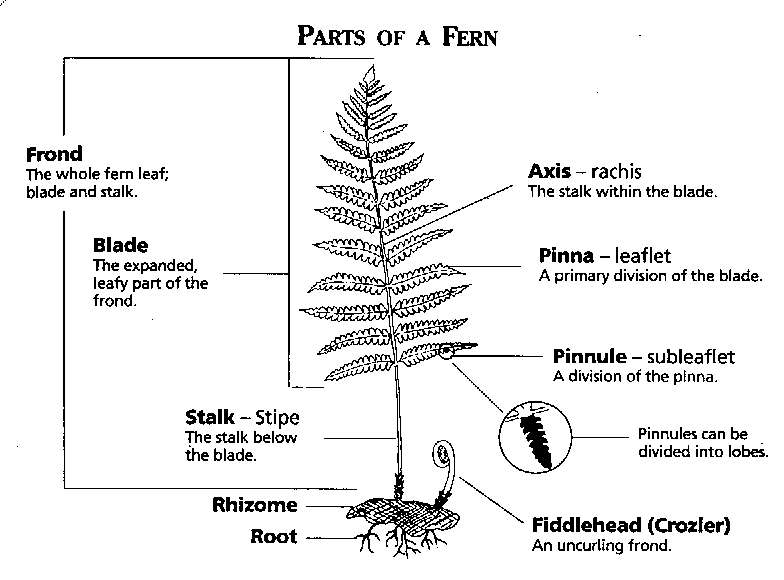 PARTS OF A FERN
Frond
The whole fern leaf;
blade and stalk.
Blade
The expanded,
leafy part of the
frond.
Axis – rachis
The stalk within the blade.
Pinna – leaflet
A primary division of the blade.
Pinnule – subleaflet
A division of the pinna.
Pinnules can be
divided into lobes.
Stalk – Stipe
The stalk below
the blade.
Rhizome
Root
Fiddlehead (Crozier)
An uncurling frond.